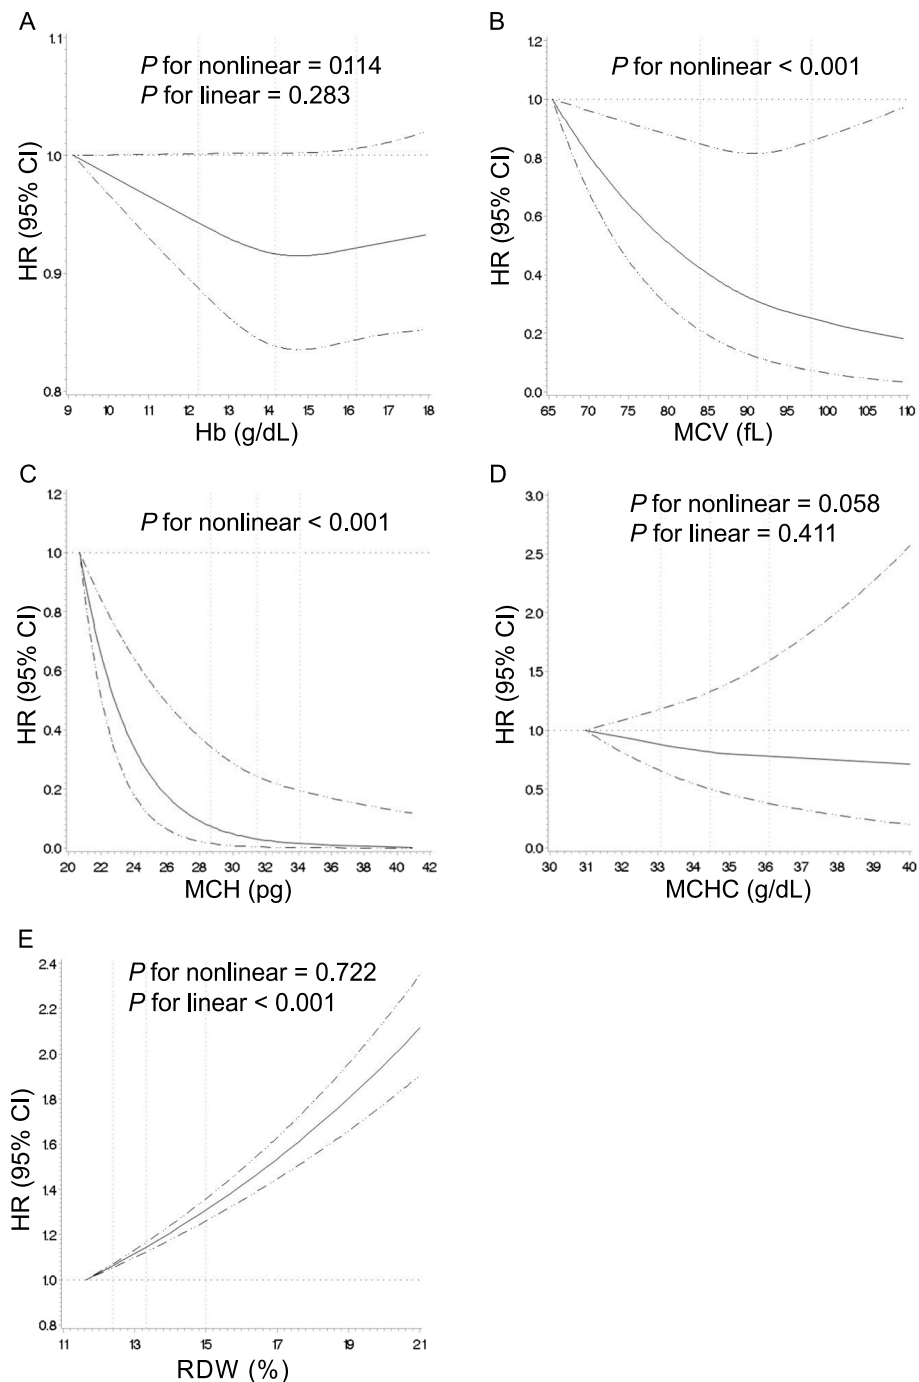 A
P for nonlinear = 0.114
P for linear = 0.283
HR (95% CI)
1.1
1.0
0.9
0.8
9 10 11 12 13 14 15 16 17 18
Hb (g/dL)
B
P for nonlinear < 0.001
HR (95% CI)
1.2
1.0
0.8
0.6
0.4
0.2
0.0
65 70 75 80 85 90 95 100 105 110
MCV (fL)
C
P for nonlinear < 0.001
HR (95% CI)
1.2
1.0
0.8
0.6
0.4
0.2
0.0
20 22 24 26 28 30 32 34 36 38 40 42
MCH (pg)
D
P for nonlinear = 0.058
P for linear = 0.411
HR (95% CI)
3.0
2.5
2.0
1.5
1.0
0.5
0.0
30 31 32 33 34 35 36 37 38 39 40
MCHC (g/dL)
E
P for nonlinear = 0.722
P for linear < 0.001
HR (95% CI)
2.4
2.2
2.0
1.8
1.6
1.4
1.2
1.0
0.8
11 13 15 17 19 21
RDW (%)